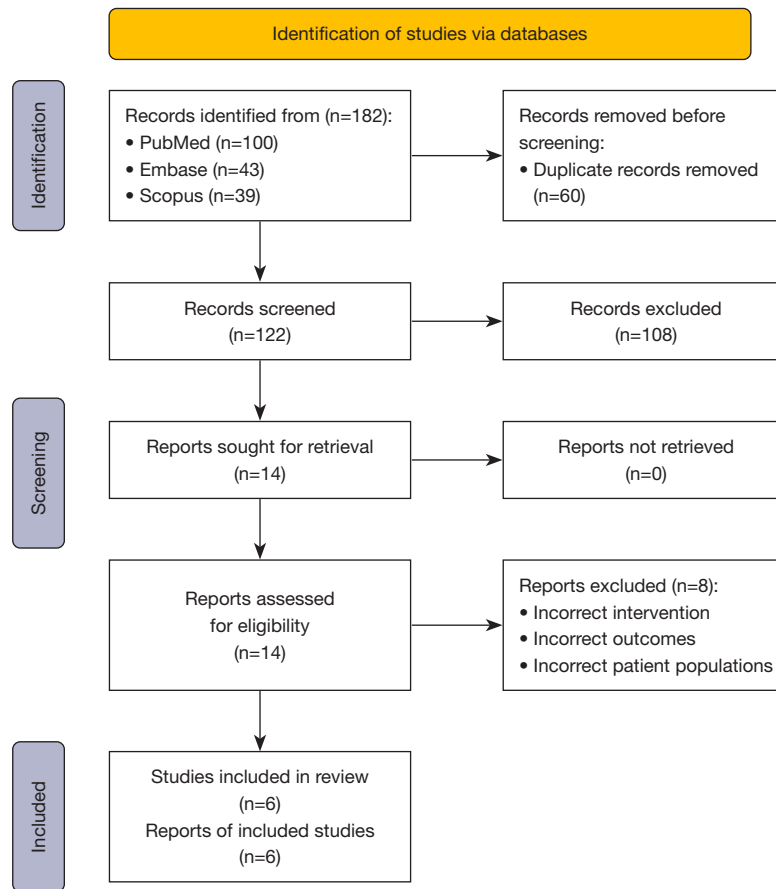 Identification of studies via databases
Identification
Records identified from (n=182):
• PubMed (n=100)
• Embase (n=43)
• Scopus (n=39)
Records removed before
screening:
• Duplicate records removed
(n=60)
Records screened
(n=122)
Records excluded
(n=108)
Screening
Reports sought for retrieval
(n=14)
Reports not retrieved
(n=0)
Reports assessed
for eligibility
(n=14)
Reports excluded (n=8):
• Incorrect intervention
• Incorrect outcomes
• Incorrect patient populations
Included
Studies included in review
(n=6)
Reports of included studies
(n=6)